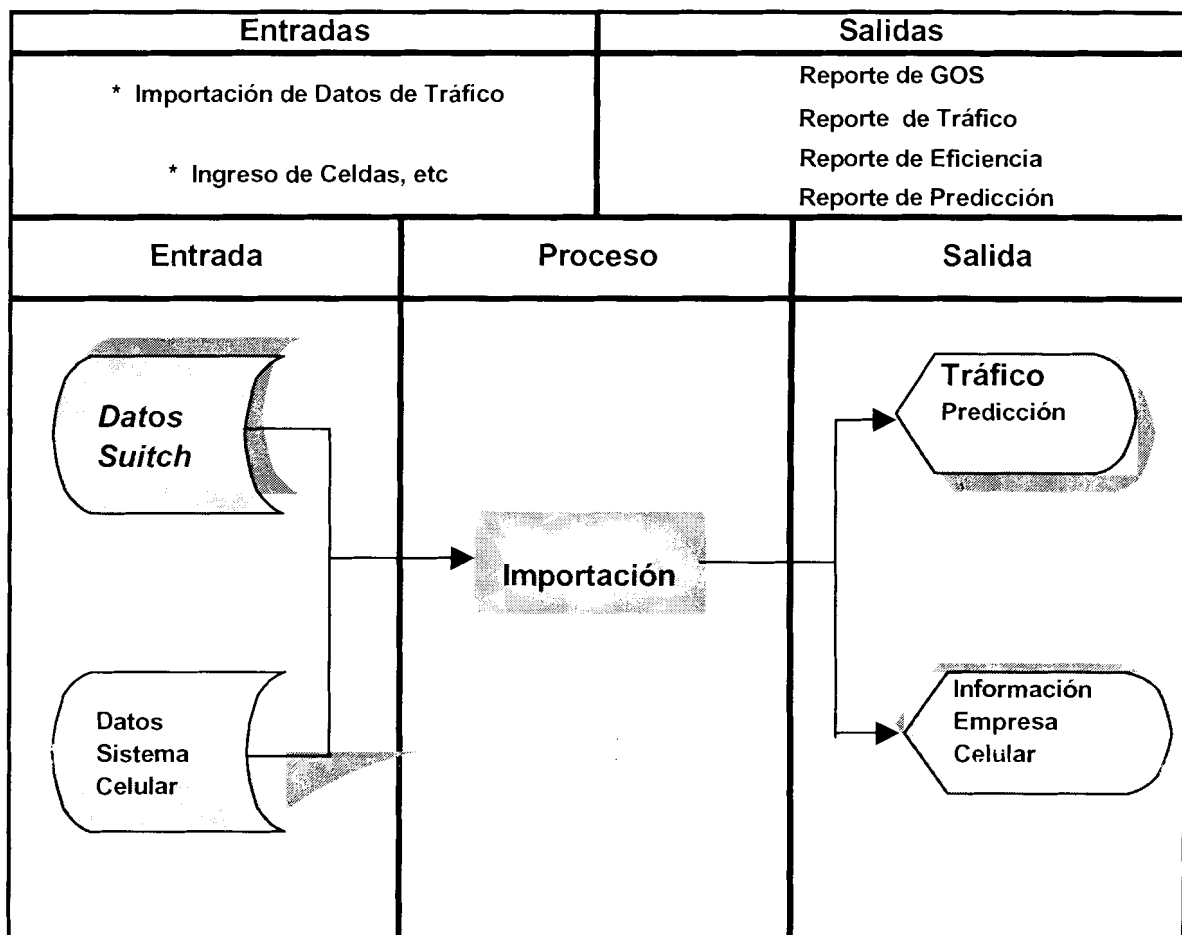 Entradas
Salidas
* Importación de Datos de Tráfico
* Ingreso de Celdas, etc
Reporte de GOS
Reporte de Tráfico
Reporte de Eficiencia
Reporte de Predicción
Entrada
Proceso
Salida
Datos
Suitch
Datos
Sistema
Celular
Importación
Tráfico
Predicción
Información
Empresa
Celular